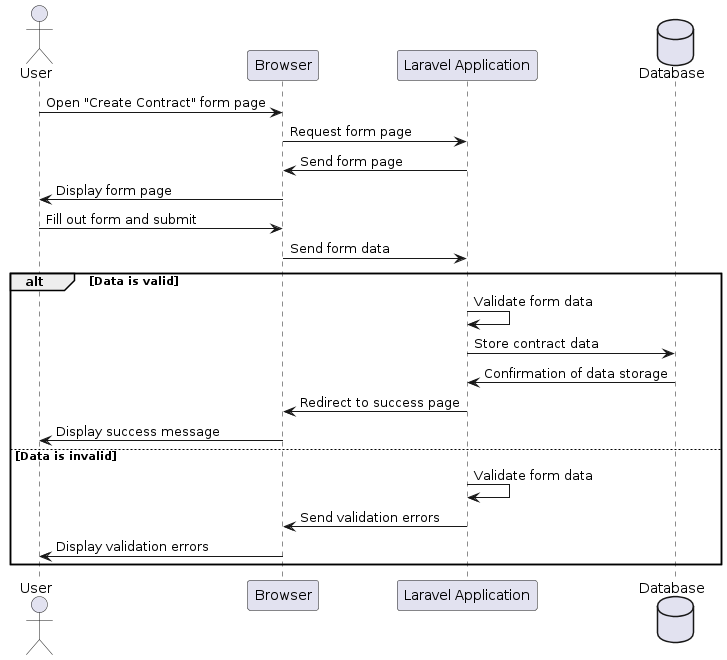 User
Browser
Laravel Application
Database
Open "Create Contract" form page
Request form page
Send form page
Display form page
Fill out form and submit
Send form data
alt [Data is valid]
Validate form data
Store contract data
Confirmation of data storage
Redirect to success page
Display success message
[Data is invalid]
Validate form data
Send validation errors
Display validation errors
User
Browser
Laravel Application
Database